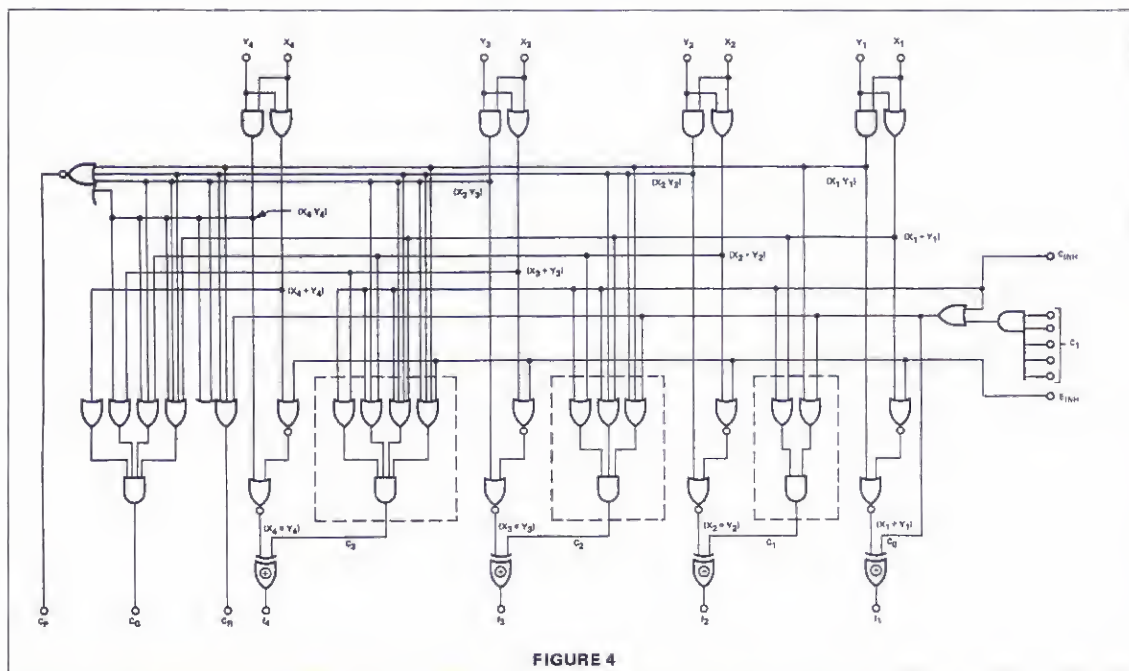 Y4 X4 Y3 X3 Y2 X2 Y1 X1
(X3 Y3) (X2 Y2) (X1 Y1)
(X4 Y4)
(X1 + Y1)
(X2 + Y2)
CINH
(X3 + Y3)
(X4 + Y4)
C1
EINH
(X4 = Y4) (X3 = Y3) (X2 = Y2) (X1 + Y1)
C3 C2 C1 C0
CP CG CR f4 f3 f2 f1
FIGURE 4